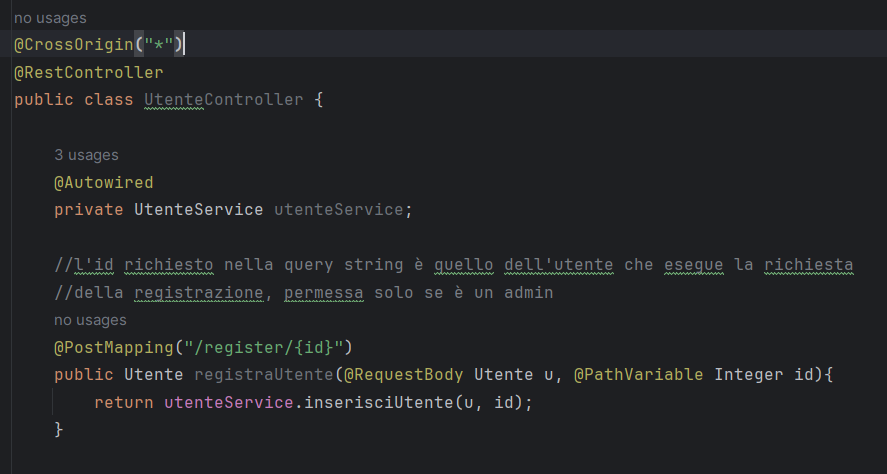 no usages
@CrossOrigin("*")
@RestController
public class UtenteController {
3 usages
@Autowired
private UtenteService utenteService;
//l'id richiesto nella query string è quello dell'utente che esegue la richiesta
//della registrazione, permessa solo se è un admin
no usages
@PostMapping("/register/{id}")
public Utente registraUtente(@RequestBody Utente u, @PathVariable Integer id){
return utenteService.inserisciUtente(u, id);
}